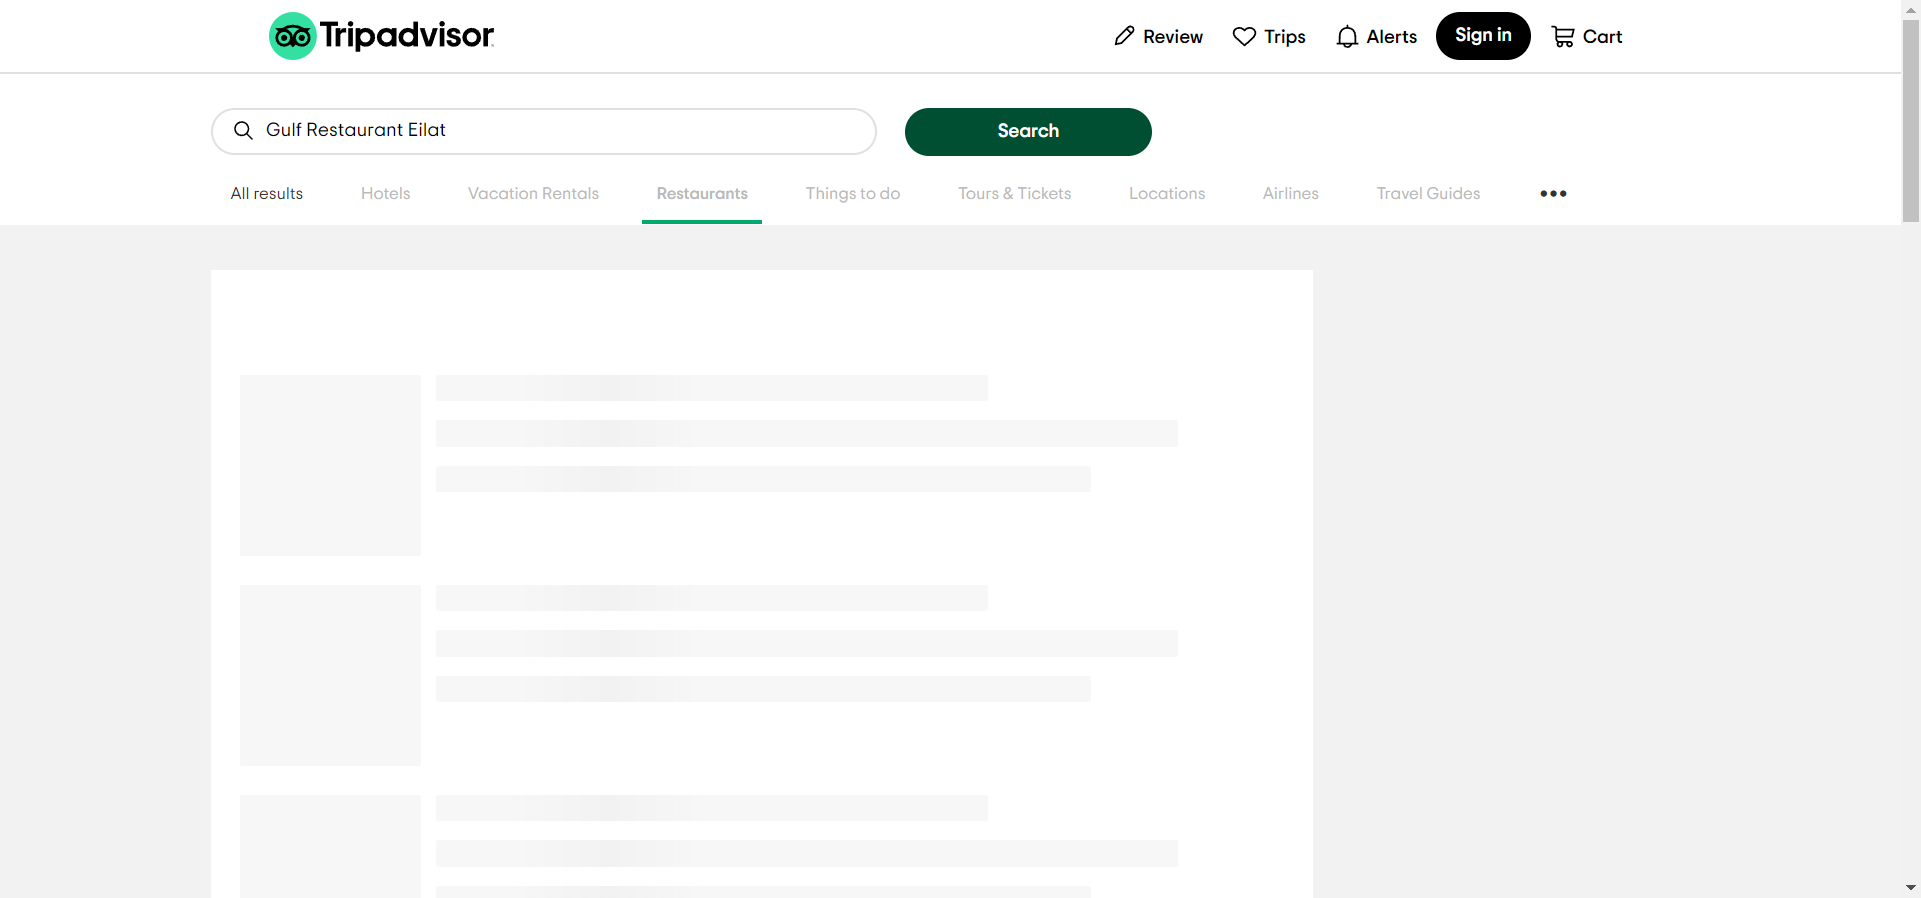 Tripadvisor
Review
Trips
Alerts
Sign in
Cart
Gulf Restaurant Eilat
Search
All results
Hotels
Vacation Rentals
Restaurants
Things to do
Tours & Tickets
Locations
Airlines
Travel Guides